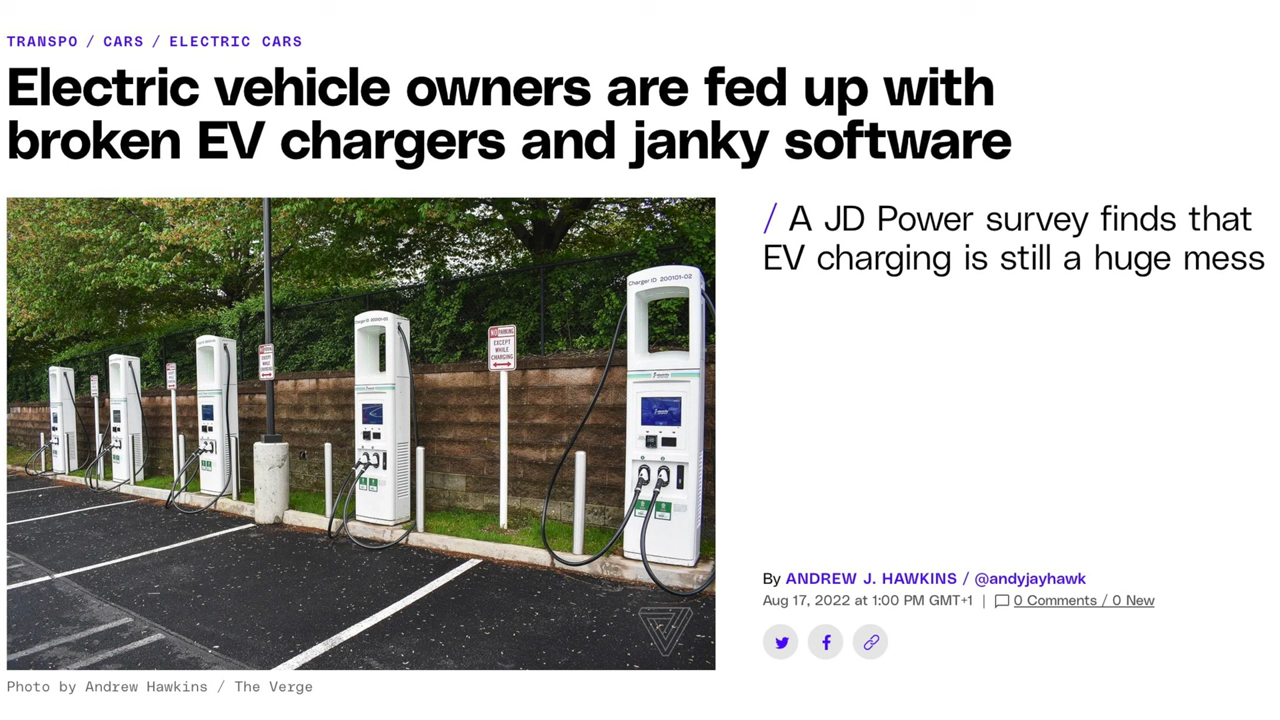 TRANSPO / CARS / ELECTRIC CARS
Electric vehicle owners are fed up with
broken EV chargers and janky software
/ A JD Power survey finds that
EV charging is still a huge mess
Charger ID 200101-02
NO PARKING
EXCEPT
WHILE
CHARGING
By ANDREW J. HAWKINS / @andyjayhawk
Aug 17, 2022 at 1:00 PM GMT+1 | 0 Comments / 0 New
Photo by Andrew Hawkins / The Verge